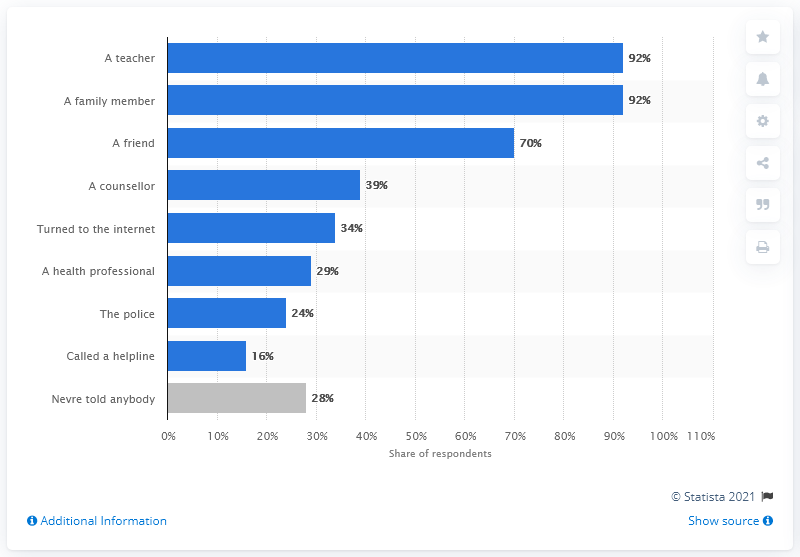 A teacher 92%
A family member 92%
A friend 70%
A counsellor 39%
Turned to the internet 34%
A health professional 29%
The police 24%
Called a helpline 16%
Nevre told anybody 28%
0% 10% 20% 30% 40% 50% 60% 70% 80% 90% 100% 110%
Share of respondents
© Statista 2021
Additional Information Show source